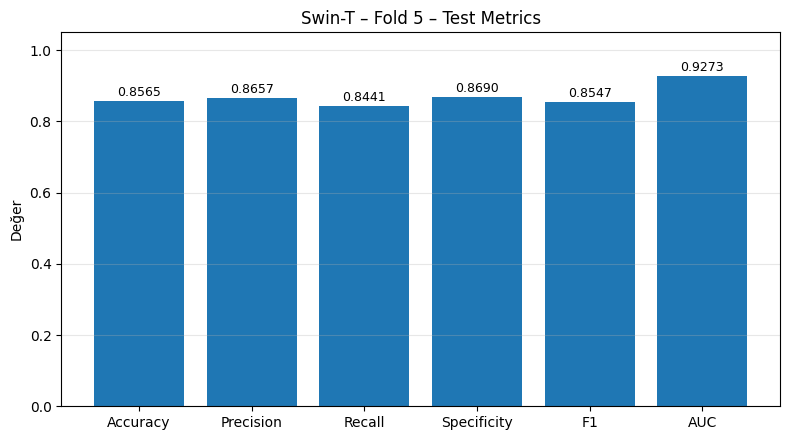 Swin-T – Fold 5 – Test Metrics
Değer
1.0
0.8
0.6
0.4
0.2
0.0
0.8565
0.8657
0.8441
0.8690
0.8547
0.9273
Accuracy
Precision
Recall
Specificity
F1
AUC